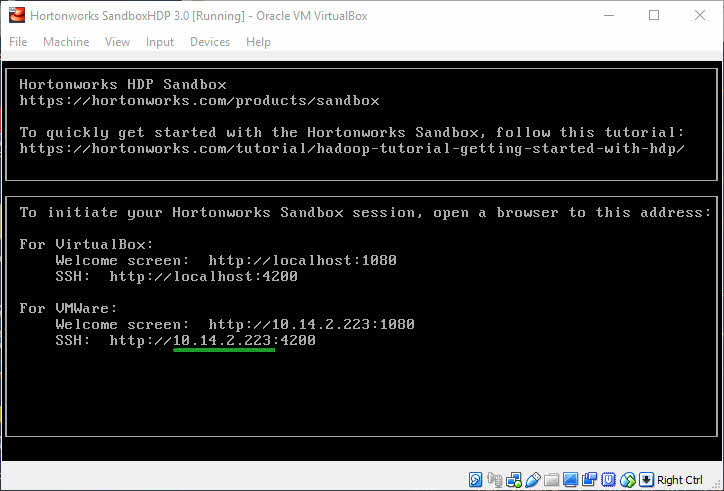 Hortonworks SandboxHDP 3.0 [Running] - Oracle VM VirtualBox
File Machine View Input Devices Help
Hortonworks HDP Sandbox
https://hortonworks.com/products/sandbox
To quickly get started with the Hortonworks Sandbox, follow this tutorial:
https://hortonworks.com/tutorial/hadoop-tutorial-getting-started-with-hdp/
To initiate your Hortonworks Sandbox session, open a browser to this address:
For VirtualBox:
Welcome screen: http://localhost:1080
SSH: http://localhost:4200
For VMWare:
Welcome screen: http://10.14.2.223:1080
SSH: http://10.14.2.223:4200
Right Ctrl